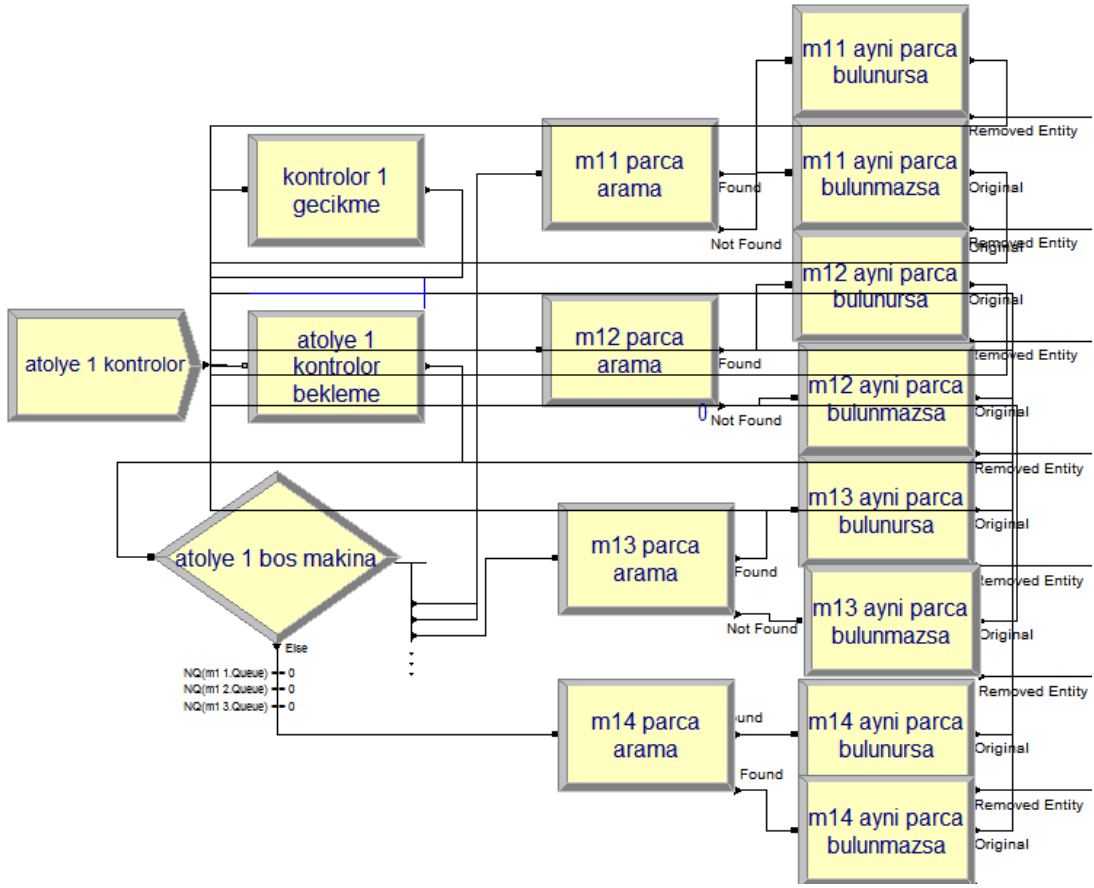 m11 ayni parca
bulunursa
Removed Entity
kontrolor 1
gecikme
m11 parca
arama
Found
Not Found
m11 ayni parca
bulunmazsa
Original
Removed Entity
Original
m12 ayni parca
bulunursa
Original
Removed Entity
atolye 1 kontrolor
atolye 1
kontrolor
bekleme
m12 parca
arama
Found
0
Not Found
m12 ayni parca
bulunmazsa
Original
Removed Entity
m13 ayni parca
bulunursa
Original
Removed Entity
atolye 1 bos makina
Else
NQ(m1 1.Queue)
0
NQ(m1 2.Queue)
0
NQ(m1 3.Queue)
0
m13 parca
arama
Found
Not Found
m13 ayni parca
bulunmazsa
Original
Removed Entity
m14 parca
arama
ound
Found
m14 ayni parca
bulunursa
Original
Removed Entity
m14 ayni parca
bulunmazsa
Original